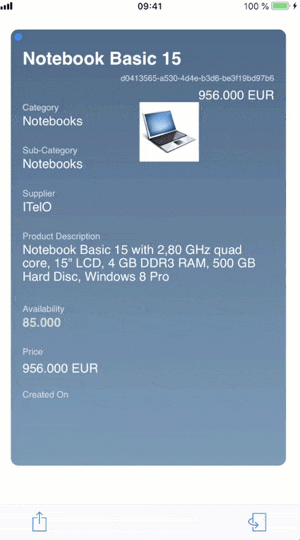 09:41
100 %
Notebook Basic 15
d0413565-a530-4d4e-b3d6-be3f19bd97b6
956.000 EUR
Category
Notebooks
Sub-Category
Notebooks
Supplier
ITelO
Product Description
Notebook Basic 15 with 2,80 GHz quad
core, 15" LCD, 4 GB DDR3 RAM, 500 GB
Hard Disc, Windows 8 Pro
Availability
85.000
Price
956.000 EUR
Created On